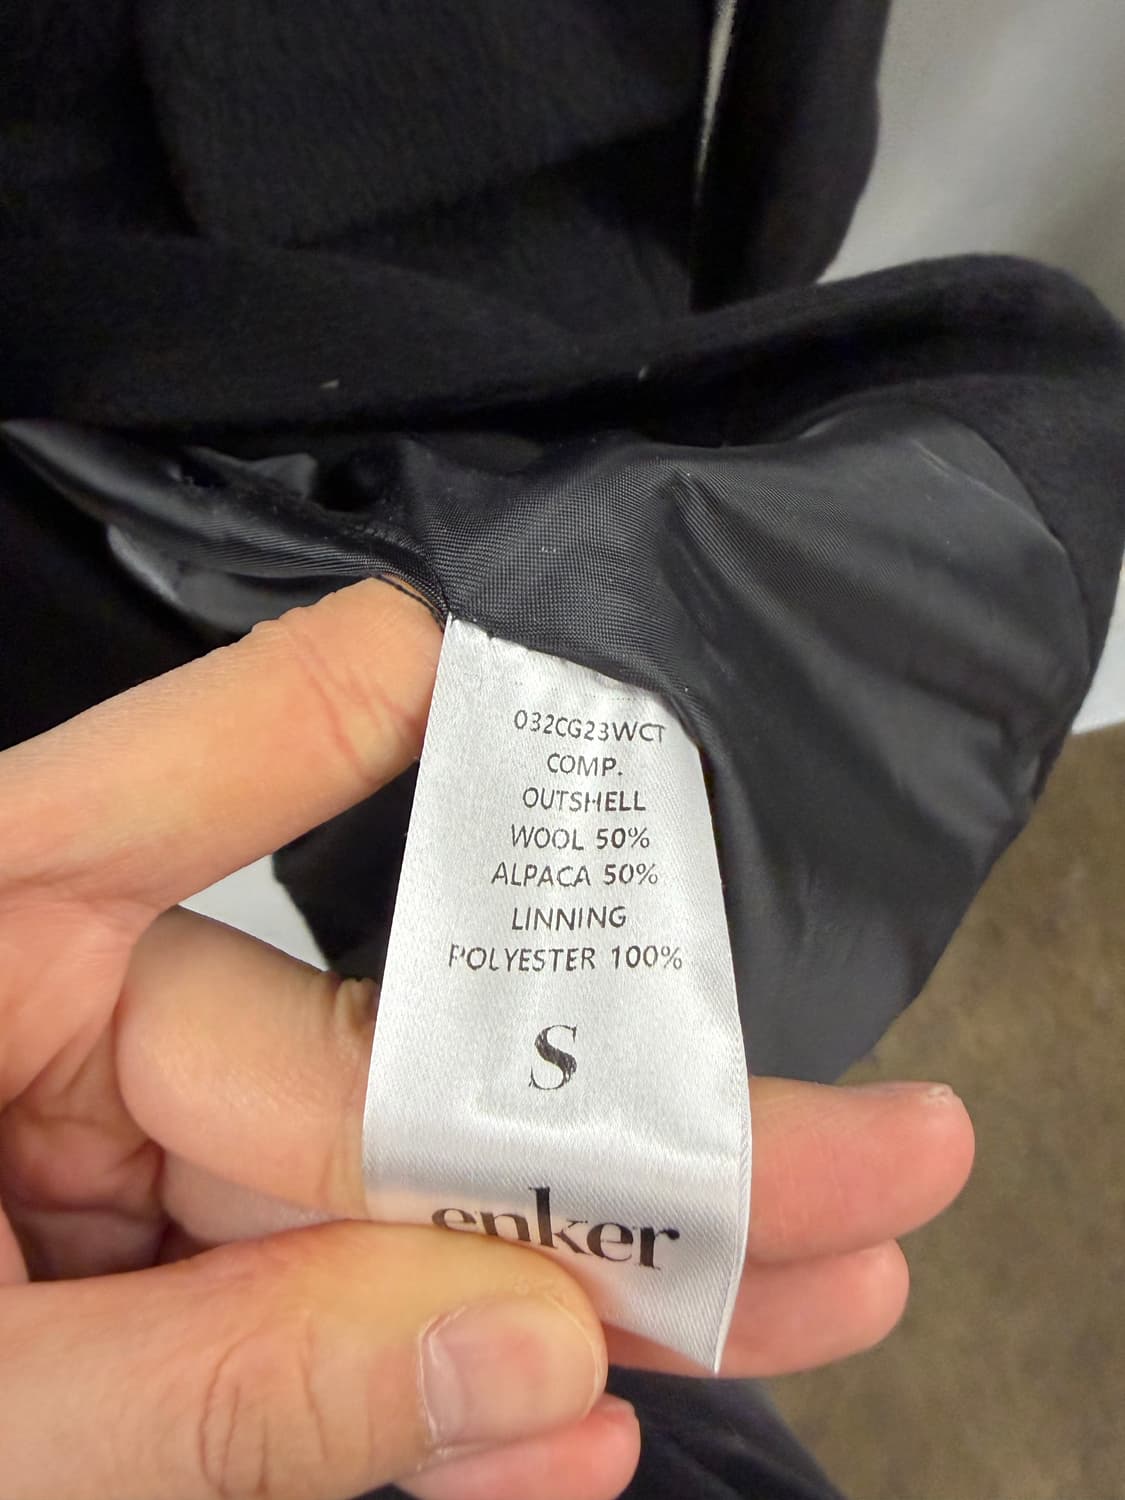 032CG23WCT
COMP.
OUTSHELL
WOOL 50%
ALPACA 50%
LINNING
POLYESTER 100%
S
enker